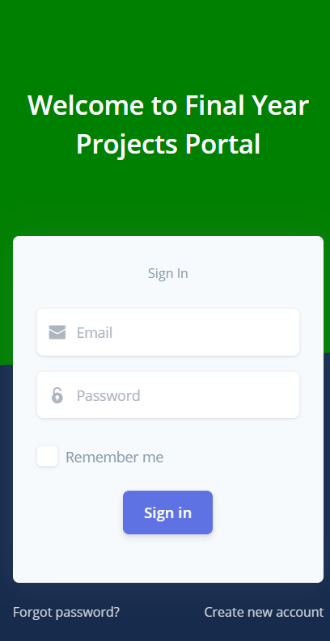 Welcome to Final Year
Projects Portal
Sign In
Email
Password
Remember me
Sign in
Forgot password?
Create new account